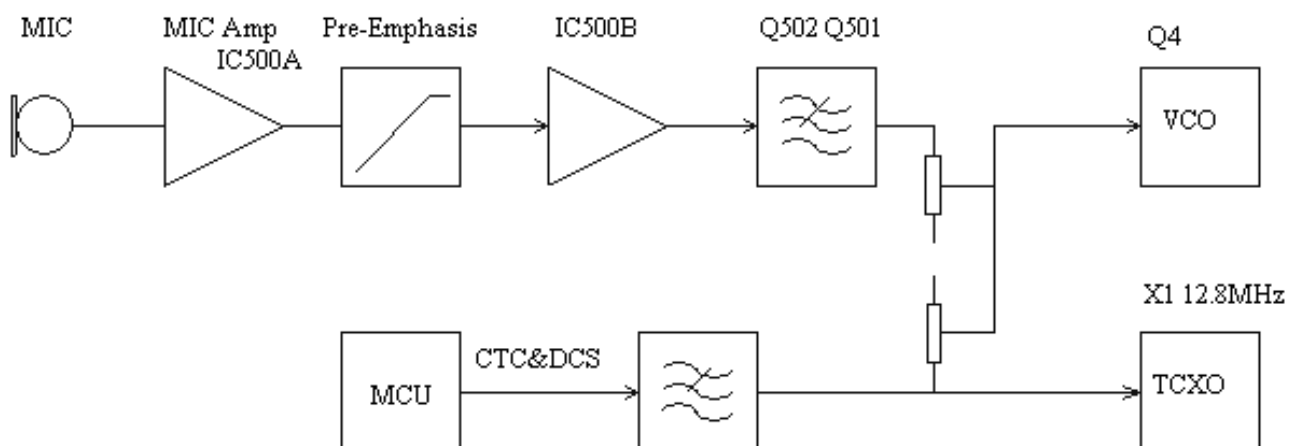 MIC
MIC Amp
IC500A
Pre-Emphasis
IC500B
Q502 Q501
Q4
VCO
X1 12.8MHz
MCU
CTC&DCS
TCXO